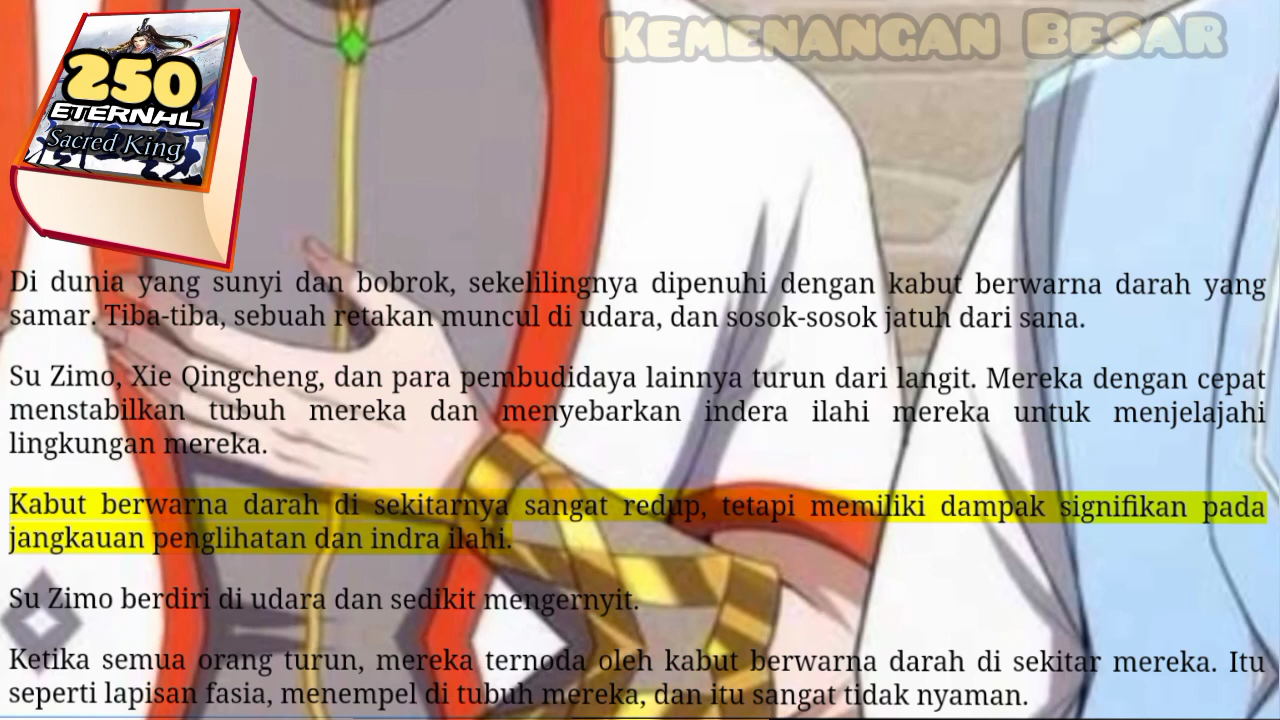 Kemenangan Besar
250
ETERNAL
Sacred King
Di dunia yang sunyi dan bobrok, sekelilingnya dipenuhi dengan kabut berwarna darah yang
samar. Tiba-tiba, sebuah retakan muncul di udara, dan sosok-sosok jatuh dari sana.
Su Zimo, Xie Qingcheng, dan para pembudidaya lainnya turun dari langit. Mereka dengan cepat
menstabilkan tubuh mereka dan menyebarkan indera ilahi mereka untuk menjelajahi
lingkungan mereka.
Kabut berwarna darah di sekitarnya sangat redup, tetapi memiliki dampak signifikan pada
jangkauan penglihatan dan indra ilahi.
Su Zimo berdiri di udara dan sedikit mengernyit.
Ketika semua orang turun, mereka ternoda oleh kabut berwarna darah di sekitar mereka. Itu
seperti lapisan fasia, menempel di tubuh mereka, dan itu sangat tidak nyaman.